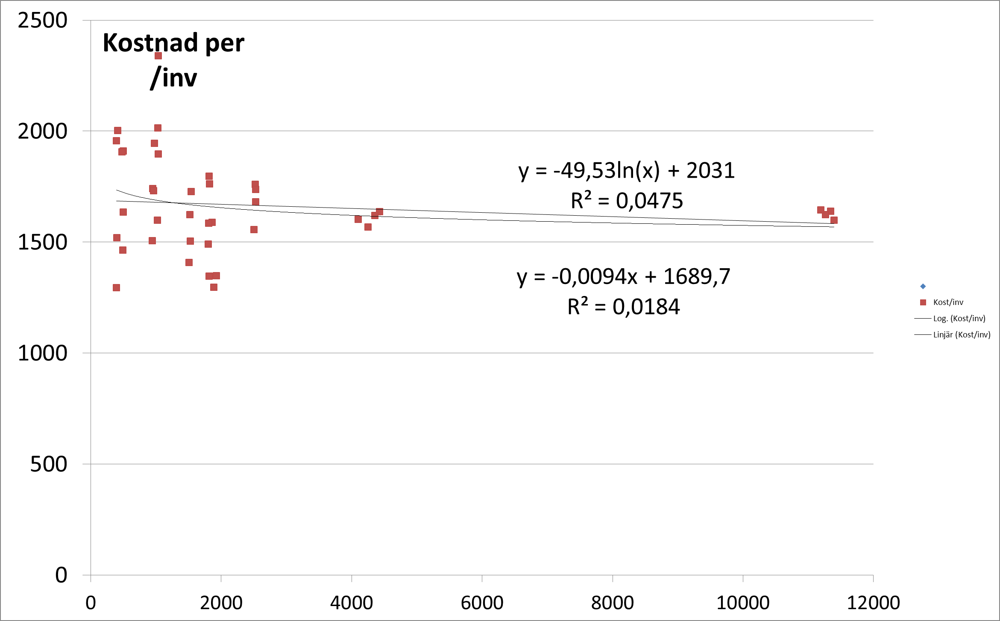 2500
Kostnad per
/inv
2000
y = -49,53ln(x) + 2031
R² = 0,0475
1500
y = -0,0094x + 1689,7
R² = 0,0184
Kost/inv
Log. (Kost/inv)
Linjär (Kost/inv)
1000
500
0
0 2000 4000 6000 8000 10000 12000